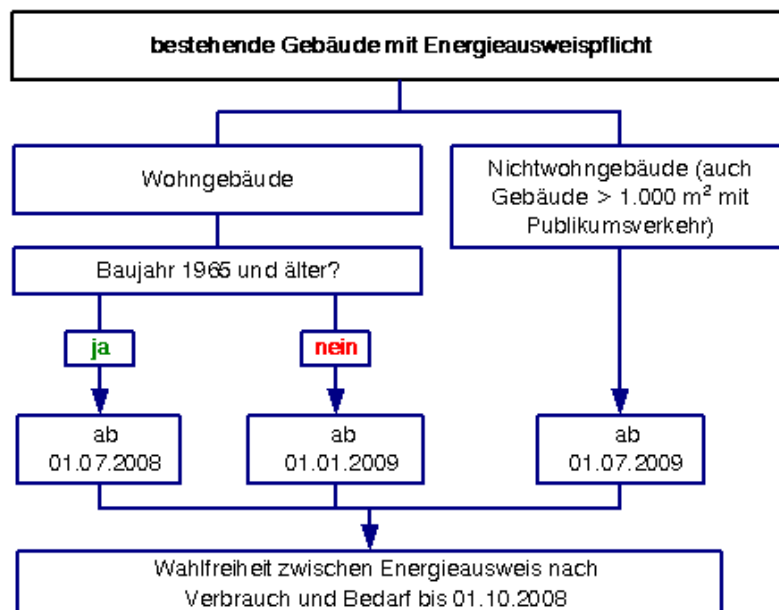 bestehende Gebäude mit Energieausweispflicht
Wohngebäude
Nichtwohngebäude (auch
Gebäude > 1.000 m² mit
Publikumsverkehr)
Baujahr 1965 und älter?
ja
nein
ab
01.07.2008
ab
01.01.2009
ab
01.07.2009
Wahlfreiheit zwischen Energieausweis nach
Verbrauch und Bedarf bis 01.10.2008